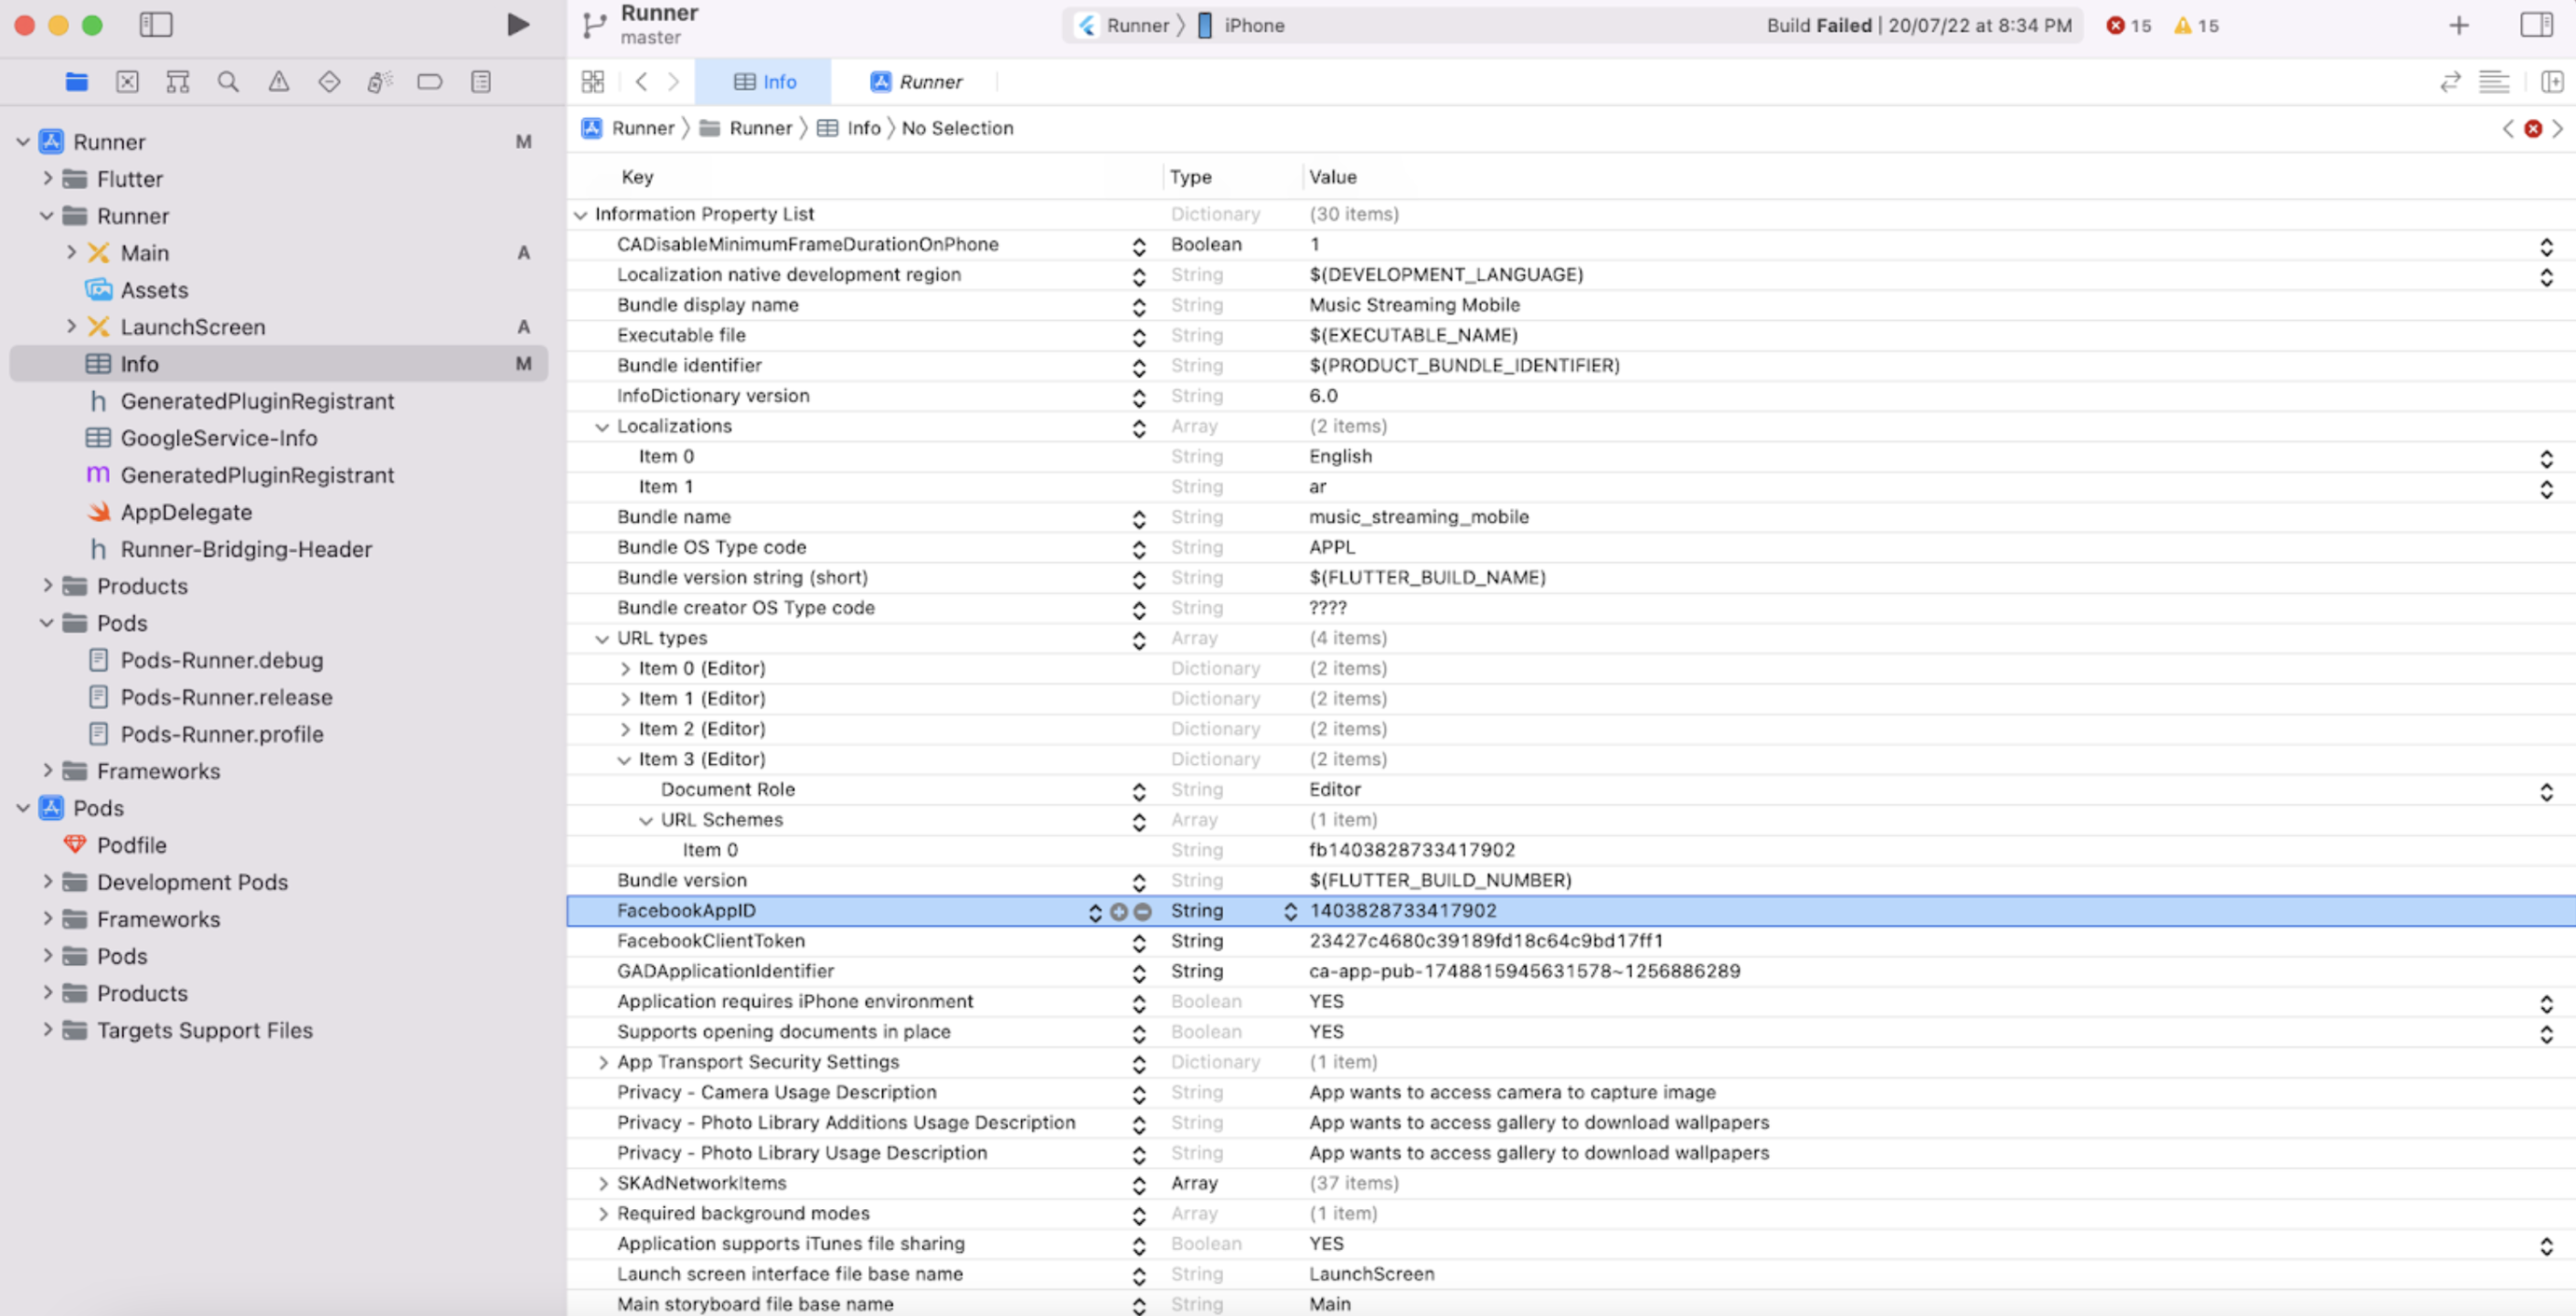 Runner
master
Runner iPhone
Build Failed | 20/07/22 at 8:34 PM
15
15
Info
Runner
Runner Runner Info No Selection
Runner M
Flutter
Runner
Main A
Assets
LaunchScreen A
Info M
GeneratedPluginRegistrant
GoogleService-Info
GeneratedPluginRegistrant
AppDelegate
Runner-Bridging-Header
Products
Pods
Pods-Runner.debug
Pods-Runner.release
Pods-Runner.profile
Frameworks
Pods
Podfile
Development Pods
Frameworks
Pods
Products
Targets Support Files
Key Type Value
Information Property List Dictionary (30 items)
CADisableMinimumFrameDurationOnPhone Boolean 1
Localization native development region String $(DEVELOPMENT_LANGUAGE)
Bundle display name String Music Streaming Mobile
Executable file String $(EXECUTABLE_NAME)
Bundle identifier String $(PRODUCT_BUNDLE_IDENTIFIER)
InfoDictionary version String 6.0
Localizations Array (2 items)
Item 0 String English
Item 1 String ar
Bundle name String music_streaming_mobile
Bundle OS Type code String APPL
Bundle version string (short) String $(FLUTTER_BUILD_NAME)
Bundle creator OS Type code String ????
URL types Array (4 items)
Item 0 (Editor) Dictionary (2 items)
Item 1 (Editor) Dictionary (2 items)
Item 2 (Editor) Dictionary (2 items)
Item 3 (Editor) Dictionary (2 items)
Document Role String Editor
URL Schemes Array (1 item)
Item 0 String fb1403828733417902
Bundle version String $(FLUTTER_BUILD_NUMBER)
FacebookAppID String 1403828733417902
FacebookClientToken String 23427c4680c39189fd18c64c9bd17ff1
GADApplicationIdentifier String ca-app-pub-1748815945631578~1256886289
Application requires iPhone environment Boolean YES
Supports opening documents in place Boolean YES
App Transport Security Settings Dictionary (1 item)
Privacy - Camera Usage Description String App wants to access camera to capture image
Privacy - Photo Library Additions Usage Description String App wants to access gallery to download wallpapers
Privacy - Photo Library Usage Description String App wants to access gallery to download wallpapers
SKAdNetworkItems Array (37 items)
Required background modes Array (1 item)
Application supports iTunes file sharing Boolean YES
Launch screen interface file base name String LaunchScreen
Main storyboard file base name String Main